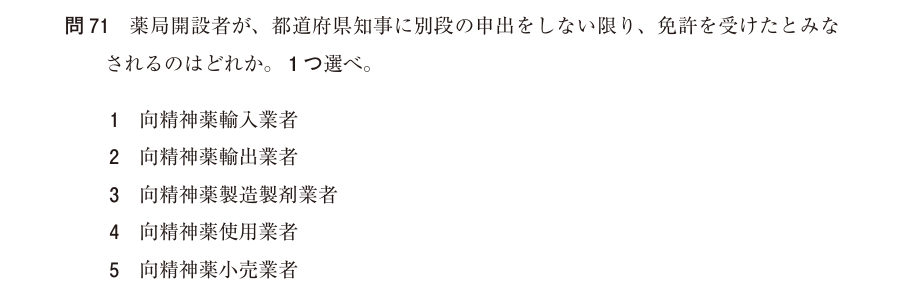 問71 薬局開設者が、都道府県知事に別段の申出をしない限り、免許を受けたとみな
されるのはどれか。1つ選べ。
1 向精神薬輸入業者
2 向精神薬輸出業者
3 向精神薬製造製剤業者
4 向精神薬使用業者
5 向精神薬小売業者